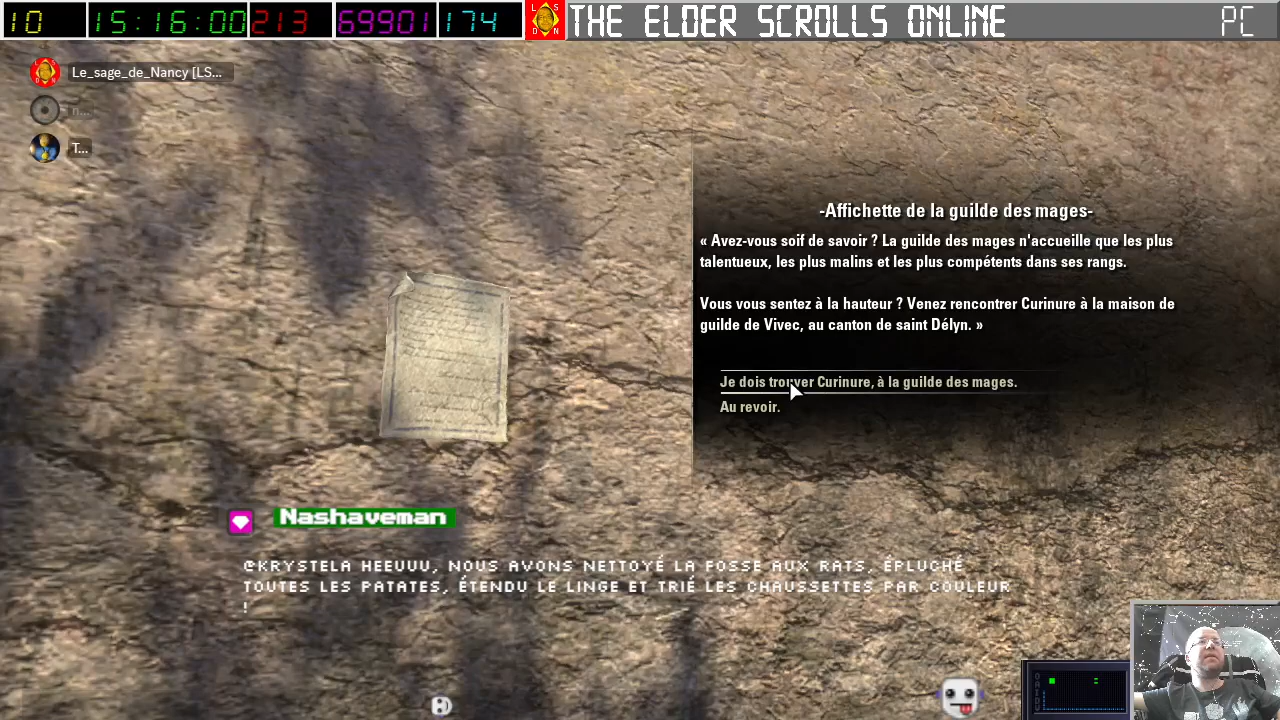 10 15:16:00 213 69901 174 LSDN THE ELDER SCROLLS ONLINE PC
Le_sage_de_Nancy [LS...
n...
T...
-Affichette de la guilde des mages-
« Avez-vous soif de savoir ? La guilde des mages n'accueille que les plus
talentueux, les plus malins et les plus compétents dans ses rangs.
Vous vous sentez à la hauteur ? Venez rencontrer Curinure à la maison de
guilde de Vivec, au canton de saint Délyn. »
Je dois trouver Curinure, à la guilde des mages.
Au revoir.
Nashaveman
@KRYSTELA HEEUUU, NOUS AVONS NETTOYÉ LA FOSSE AUX RATS, ÉPLUCHÉ
TOUTES LES PATATES, ÉTENDU LE LINGE ET TRIÉ LES CHAUSSETTES PAR COULEUR
!